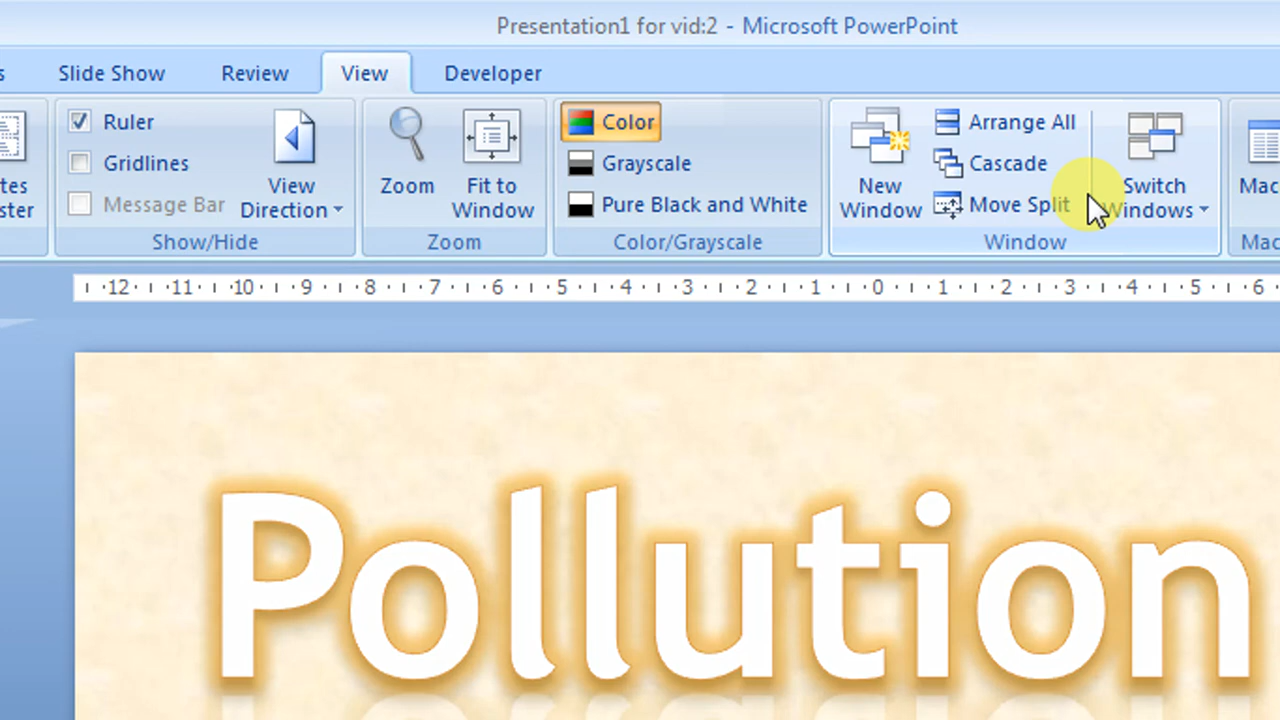 Presentation1 for vid:2 - Microsoft PowerPoint
Slide Show Review View Developer
Ruler
Gridlines
Message Bar
View Direction
Show/Hide
Zoom
Fit to Window
Zoom
Color
Grayscale
Pure Black and White
Color/Grayscale
New Window
Arrange All
Cascade
Move Split
Switch Windows
Window
12 11 10 9 8 7 6 5 4 3 2 1 0 1 2 3 4 5 6
Pollution